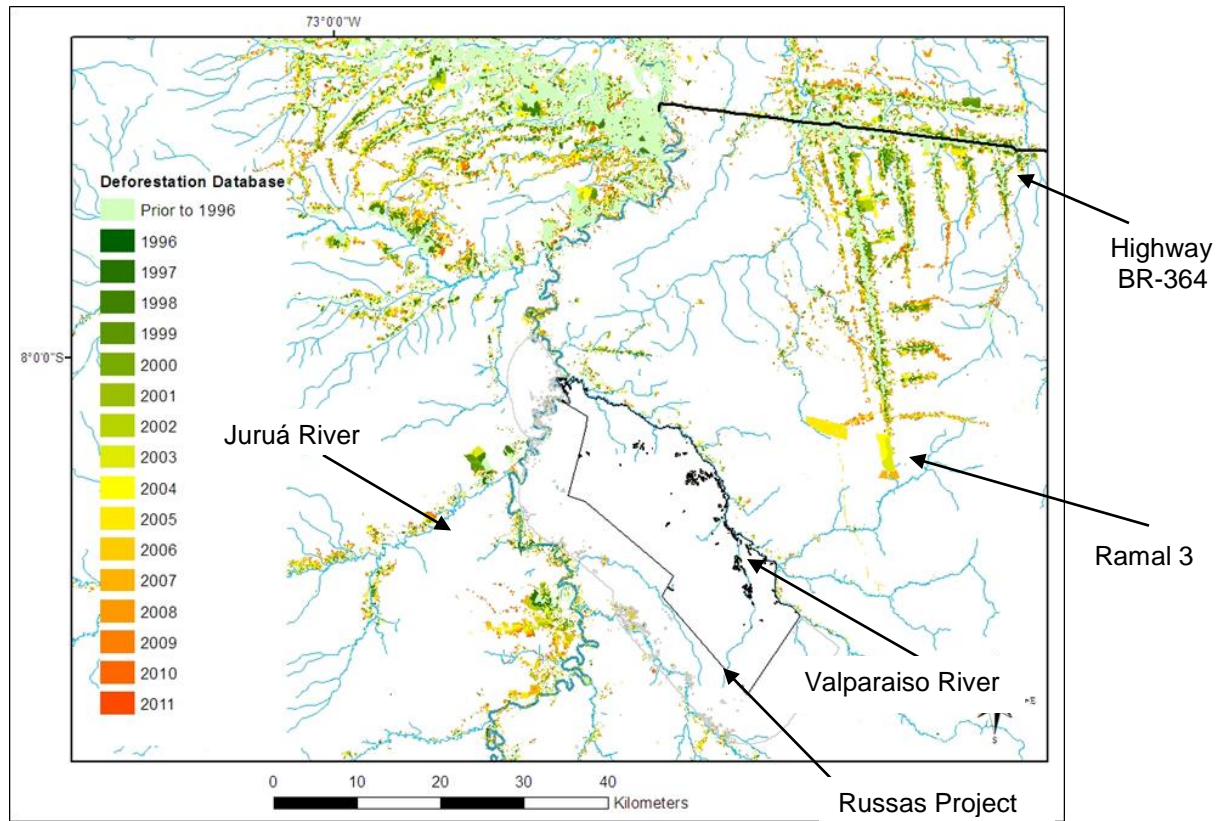 73°0'0"W
Deforestation Database
Prior to 1996
1996
1997
1998
1999
2000
2001
2002
2003
2004
2005
2006
2007
2008
2009
2010
2011
8°0'0"S
Highway
BR-364
Juruá River
Ramal 3
Valparaiso River
E
S
0 10 20 30 40
Kilometers
Russas Project